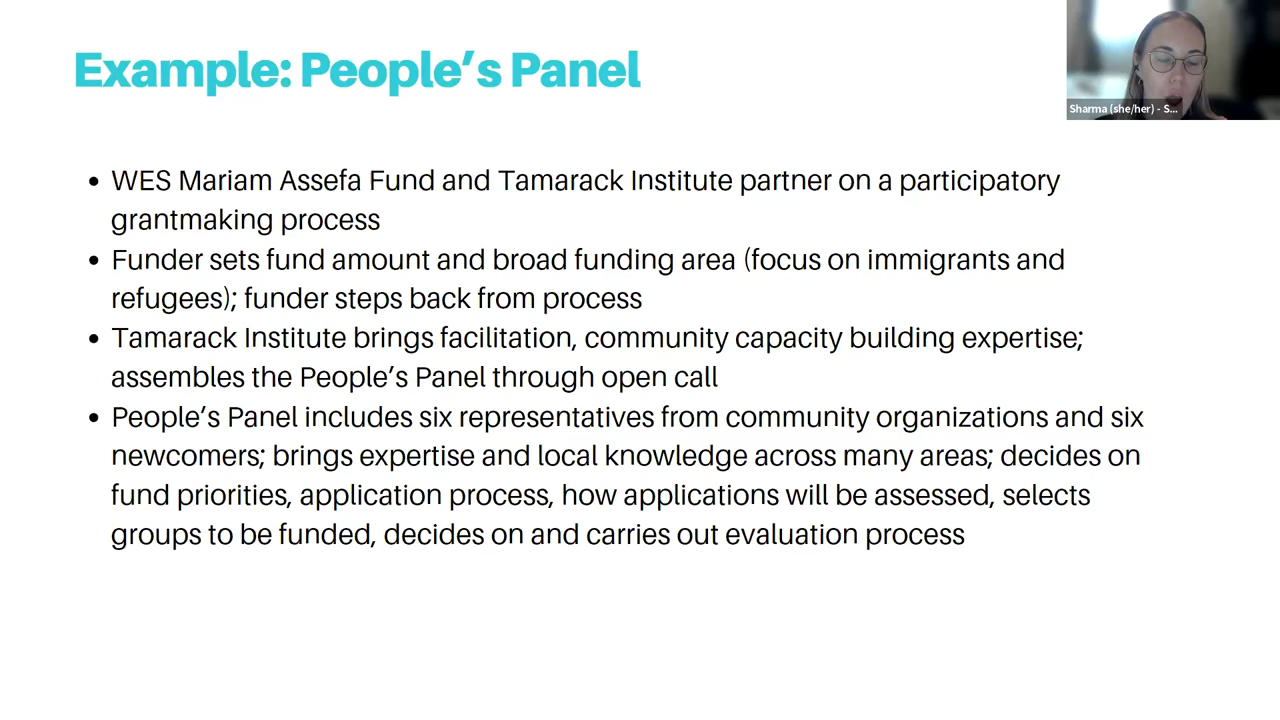 Example: People’s Panel
Sharma (she/her) - S...
• WES Mariam Assefa Fund and Tamarack Institute partner on a participatory
grantmaking process
• Funder sets fund amount and broad funding area (focus on immigrants and
refugees); funder steps back from process
• Tamarack Institute brings facilitation, community capacity building expertise;
assembles the People’s Panel through open call
• People’s Panel includes six representatives from community organizations and six
newcomers; brings expertise and local knowledge across many areas; decides on
fund priorities, application process, how applications will be assessed, selects
groups to be funded, decides on and carries out evaluation process